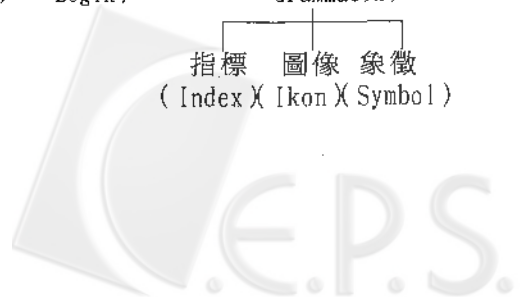 指標 圖像 象徵
( Index )( Ikon )( Symbol )
C.E.P.S.